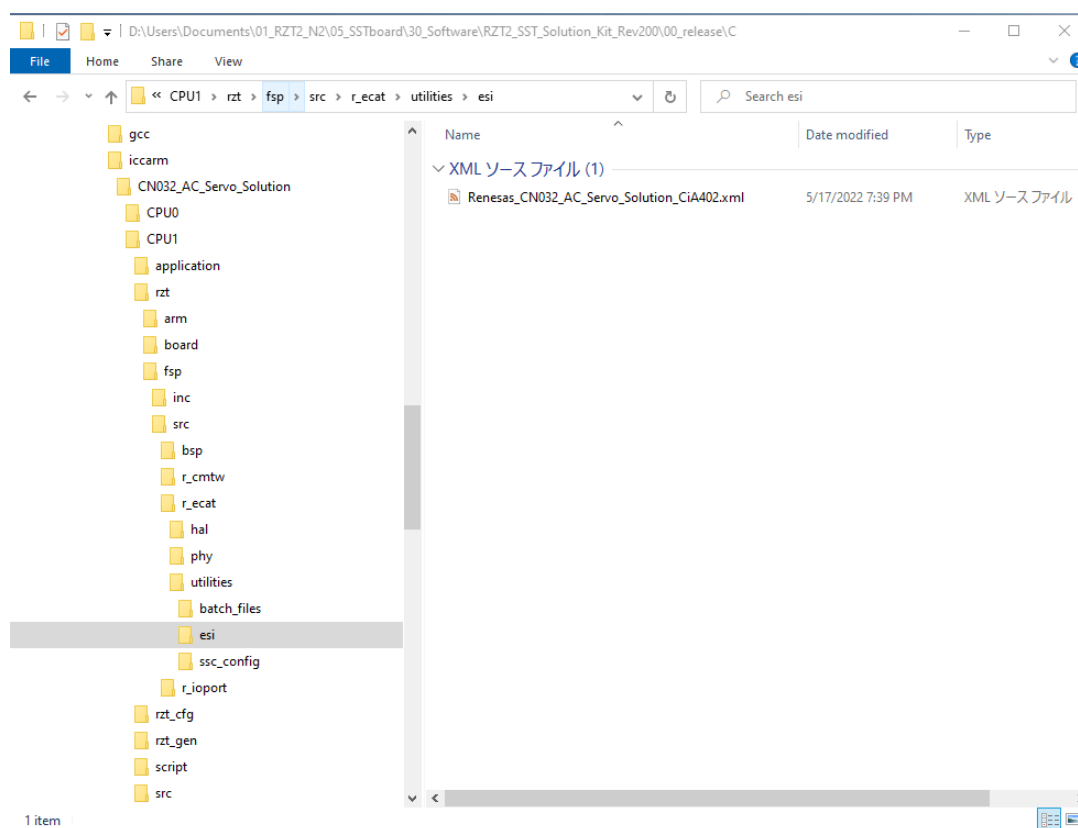 D:\Users\Documents\01_RZT2_N2\05_SSTboard\30_Software\RZT2_SST_Solution_Kit_Rev200\00_release\C
File Home Share View
« CPU1 › rzt › fsp › src › r_ecat › utilities › esi
Search esi
gcc
iccarm
CN032_AC_Servo_Solution
CPU0
CPU1
application
rzt
arm
board
fsp
inc
src
bsp
r_cmtw
r_ecat
hal
phy
utilities
batch_files
esi
ssc_config
r_ioport
rzt_cfg
rzt_gen
script
src
Name Date modified Type
XML ソース ファイル (1)
Renesas_CN032_AC_Servo_Solution_CiA402.xml 5/17/2022 7:39 PM XML ソース ファイル
1 item